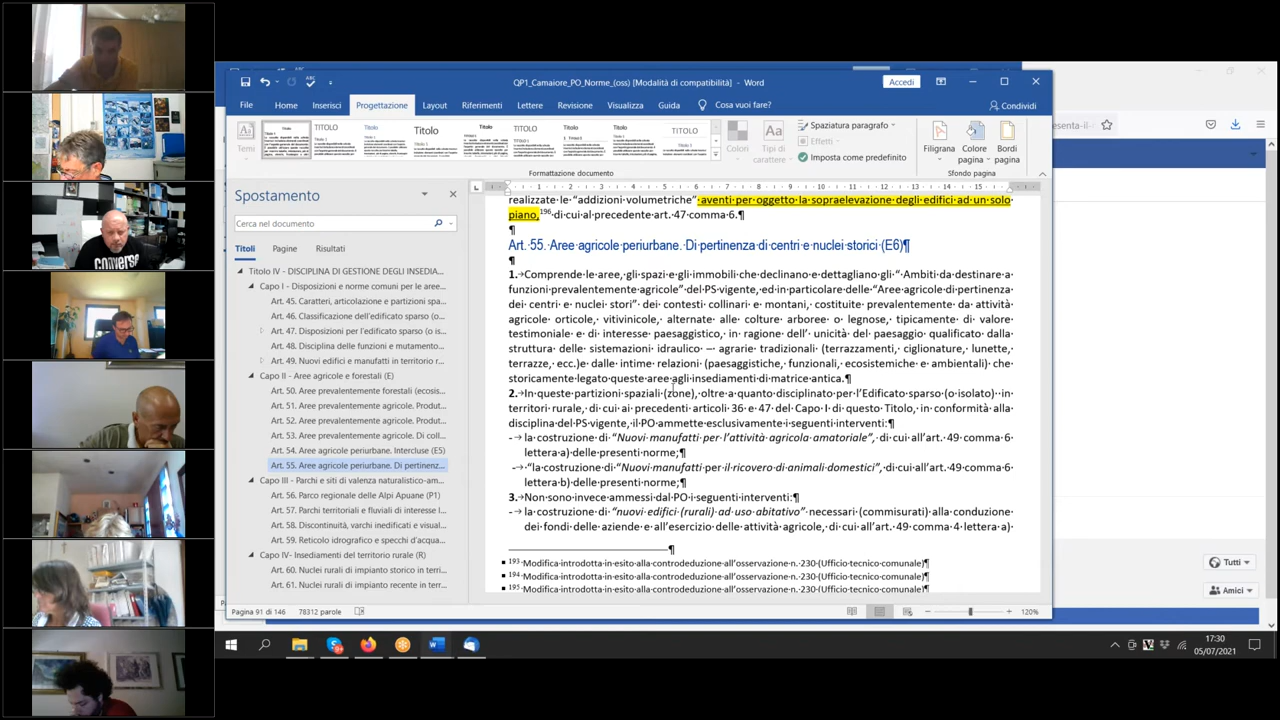 QP1_Camaiore_PO_Norme_(oss) [Modalità di compatibilità] - Word
Accedi
File Home Inserisci Progettazione Layout Riferimenti Lettere Revisione Visualizza Guida Cosa vuoi fare? Condividi
Temi
TITOLO
Titolo
TITOLO
Colori
Tipi di carattere
Spaziatura paragrafo
Effetti
Imposta come predefinito
Filigrana
Colore pagina
Bordi pagina
Formattazione documento
Sfondo pagina
Spostamento
Cerca nel documento
Titoli Pagine Risultati
Titolo IV - DISCIPLINA DI GESTIONE DEGLI INSEDIA...
Capo I - Disposizioni e norme comuni per le aree...
Art. 45. Caratteri, articolazione e partizioni spa...
Art. 46. Classificazione dell'edificato sparso (o i...
Art. 47. Disposizioni per l'edificato sparso (o is...
Art. 48. Disciplina delle funzioni e mutamento...
Art. 49. Nuovi edifici e manufatti in territorio r...
Capo II - Aree agricole e forestali (E)
Art. 50. Aree prevalentemente forestali (ecosis...
Art. 51. Aree prevalentemente agricole. Produt...
Art. 52. Aree prevalentemente agricole. Produt...
Art. 53. Aree prevalentemente agricole. Di coll...
Art. 54. Aree agricole periurbane. Intercluse (E5)
Art. 55. Aree agricole periurbane. Di pertinenz...
Capo III - Parchi e siti di valenza naturalistico-am...
Art. 56. Parco regionale delle Alpi Apuane (P1)
Art. 57. Parchi territoriali e fluviali di interesse l...
Art. 58. Discontinuità, varchi inedificati e visual...
Art. 59. Reticolo idrografico e specchi d'acqua...
Capo IV- Insediamenti del territorio rurale (R)
Art. 60. Nuclei rurali di impianto storico in terri...
Art. 61. Nuclei rurali di impianto recente in terr...
realizzate le "addizioni volumetriche" aventi per oggetto la sopraelevazione degli edifici ad un solo
piano,196 di cui al precedente art. 47 comma 6.¶
¶
Art. 55. Aree agricole periurbane. Di pertinenza di centri e nuclei storici (E6)¶
¶
1.→Comprende le aree, gli spazi e gli immobili che declinano e dettagliano gli "Ambiti da destinare a
funzioni prevalentemente agricole" del PS vigente, ed in particolare delle "Aree agricole di pertinenza
dei centri e nuclei stori" dei contesti collinari e montani, costituite prevalentemente da attività
agricole orticole, vitivinicole, alternate alle colture arboree o legnose, tipicamente di valore
testimoniale e di interesse paesaggistico, in ragione dell' unicità del paesaggio qualificato dalla
struttura delle sistemazioni idraulico – agrarie tradizionali (terrazzamenti, ciglionature, lunette,
terrazze, ecc.)e dalle intime relazioni (paesaggistiche, funzionali, ecosistemiche e ambientali) che
storicamente legato queste aree agli insediamenti di matrice antica.¶
2.→In queste partizioni spaziali (zone), oltre a quanto disciplinato per l'Edificato sparso (o isolato) in
territori rurale, di cui ai precedenti articoli 36 e 47 del Capo I di questo Titolo, in conformità alla
disciplina del PS vigente, il PO ammette esclusivamente i seguenti interventi:¶
-→la costruzione di "Nuovi manufatti per l'attività agricola amatoriale", di cui all'art. 49 comma 6
lettera a) delle presenti norme;¶
-→"la costruzione di "Nuovi manufatti per il ricovero di animali domestici", di cui all'art. 49 comma 6
lettera b) delle presenti norme;¶
3.→Non sono invece ammessi dal PO i seguenti interventi:¶
-→la costruzione di "nuovi edifici (rurali) ad uso abitativo" necessari (commisurati) alla conduzione
dei fondi delle aziende e all'esercizio delle attività agricole, di cui all'art. 49 comma 4 lettera a)
¶
193 Modifica introdotta in esito alla controdeduzione all'osservazione n. 230 (Ufficio tecnico comunale)¶
194 Modifica introdotta in esito alla controdeduzione all'osservazione n. 230 (Ufficio tecnico comunale)¶
195 Modifica introdotta in esito alla controdeduzione all'osservazione n. 230 (Ufficio tecnico comunale)¶
Pagina 91 di 146 78312 parole
120%
Tutti
Amici
17:30
05/07/2021
CONVERSE